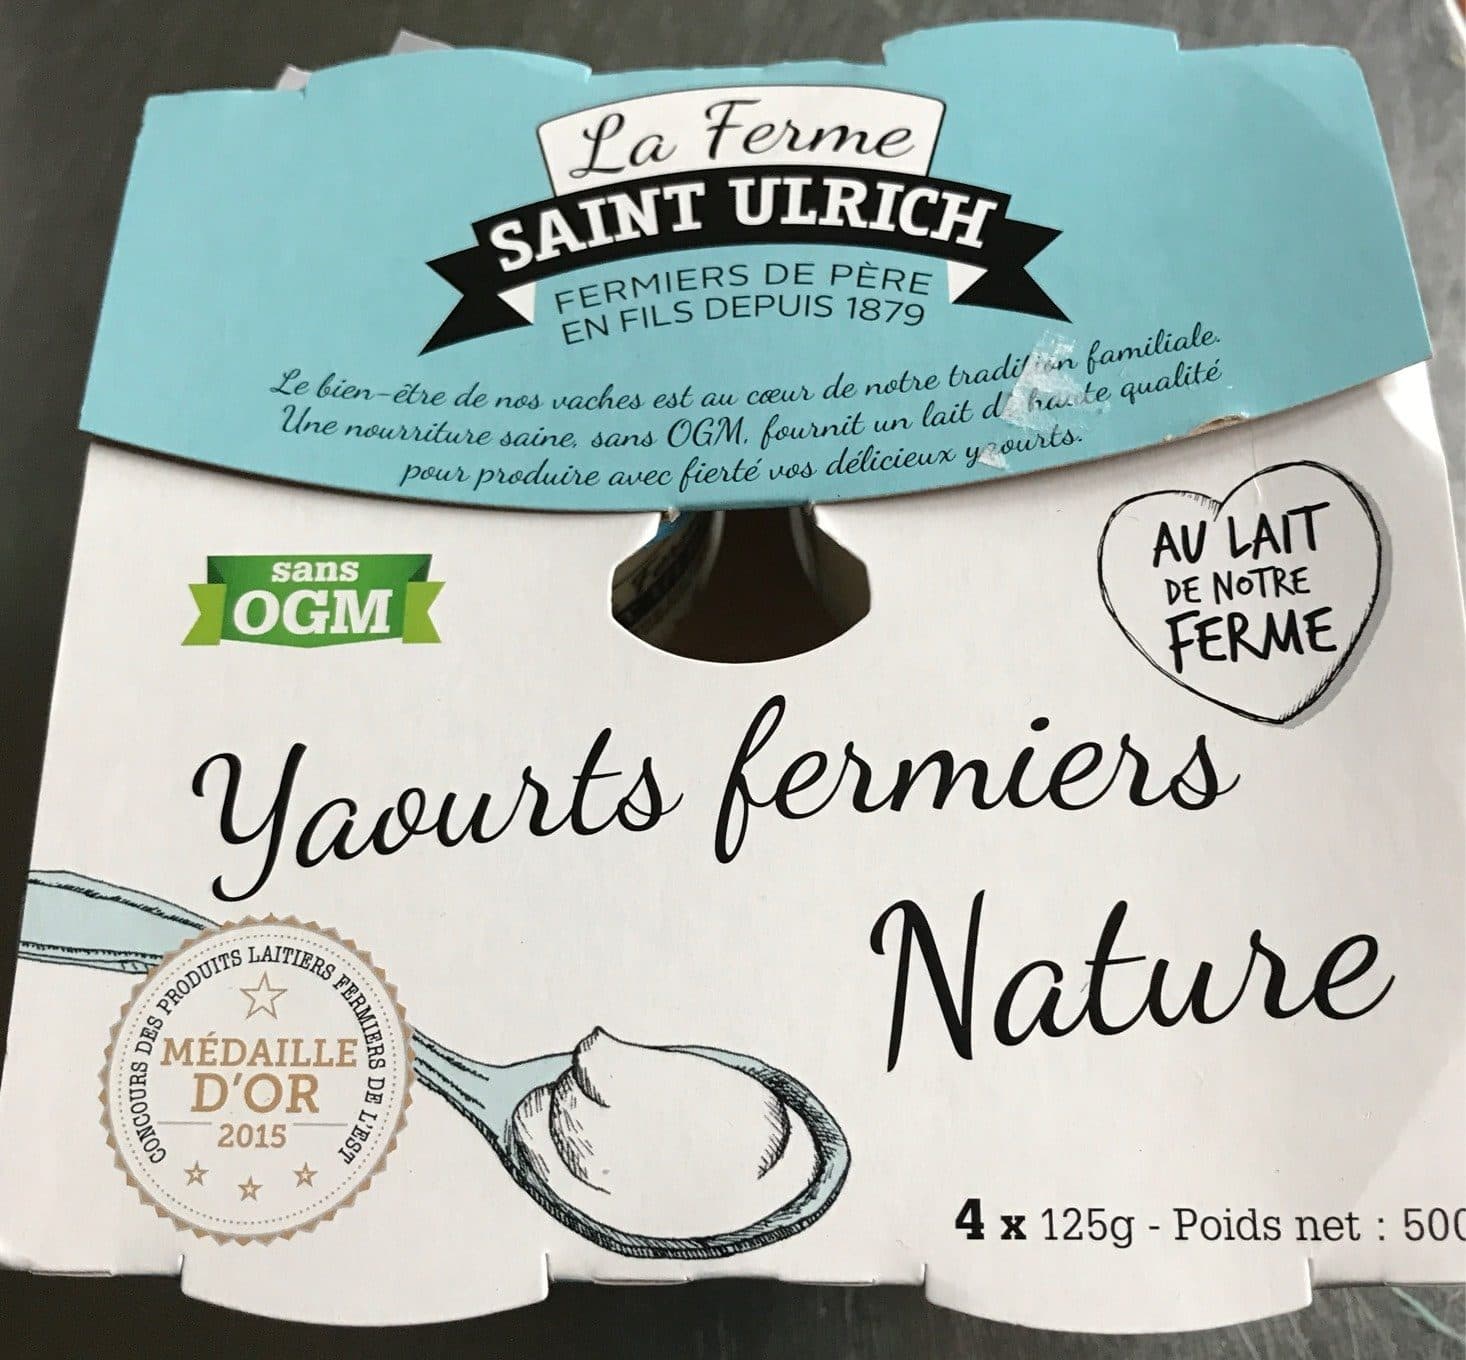 La Ferme
SAINT ULRICH
FERMIERS DE PÈRE
EN FILS DEPUIS 1879
Le bien-être de nos vaches est au cœur de notre tradition familiale.
Une nourriture saine, sans OGM, fournit un lait de haute qualité
pour produire avec fierté vos délicieux yaourts.
sans
OGM
AU LAIT
DE NOTRE
FERME
Yaourts fermiers
Nature
CONCOURS DES PRODUITS LAITIERS FERMIERS DE L'EST
MÉDAILLE
D'OR
2015
4 x 125g - Poids net : 500